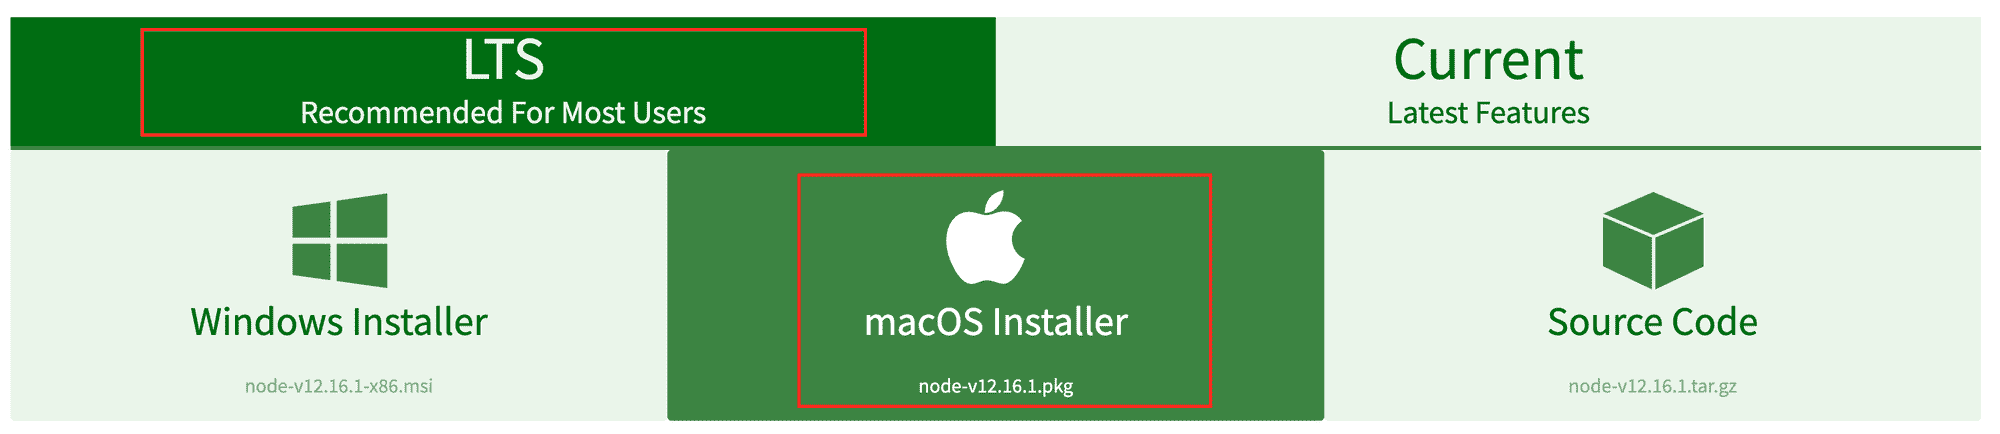 LTS
Recommended For Most Users
Current
Latest Features
Windows Installer
node-v12.16.1-x86.msi
macOS Installer
node-v12.16.1.pkg
Source Code
node-v12.16.1.tar.gz